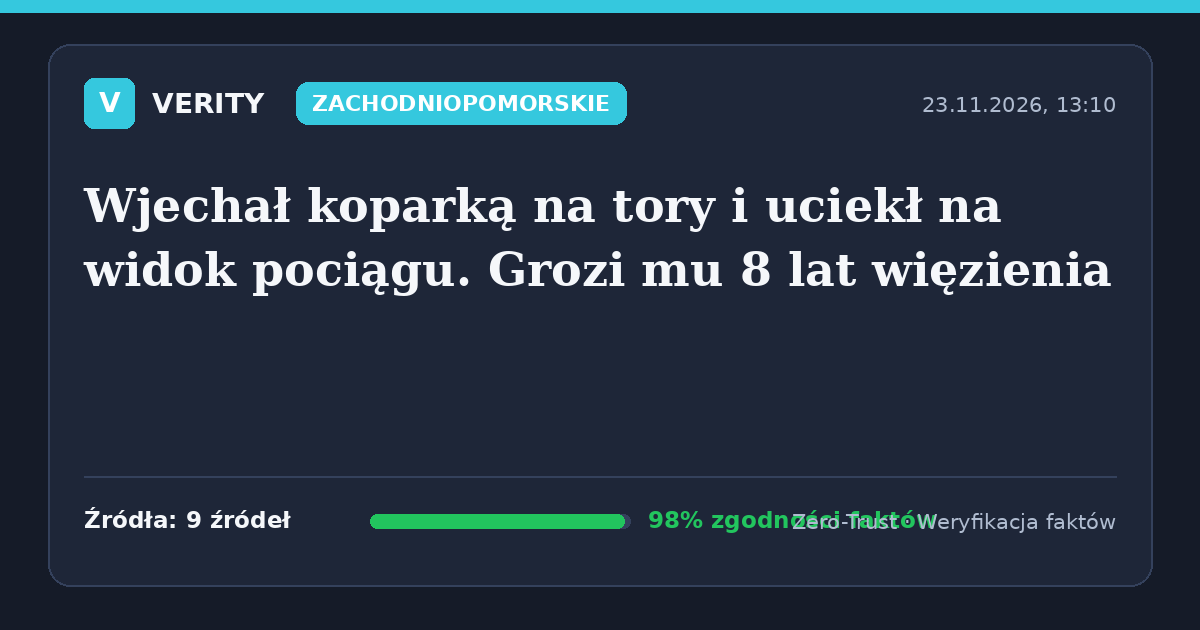 V VERITY ZACHODNIOPOMORSKIE 23.11.2026, 13:10
Wjechał koparką na tory i uciekł na
widok pociągu. Grozi mu 8 lat więzienia
Źródła: 9 źródeł 98% zgodności faktów Zero-Trust · Weryfikacja faktów